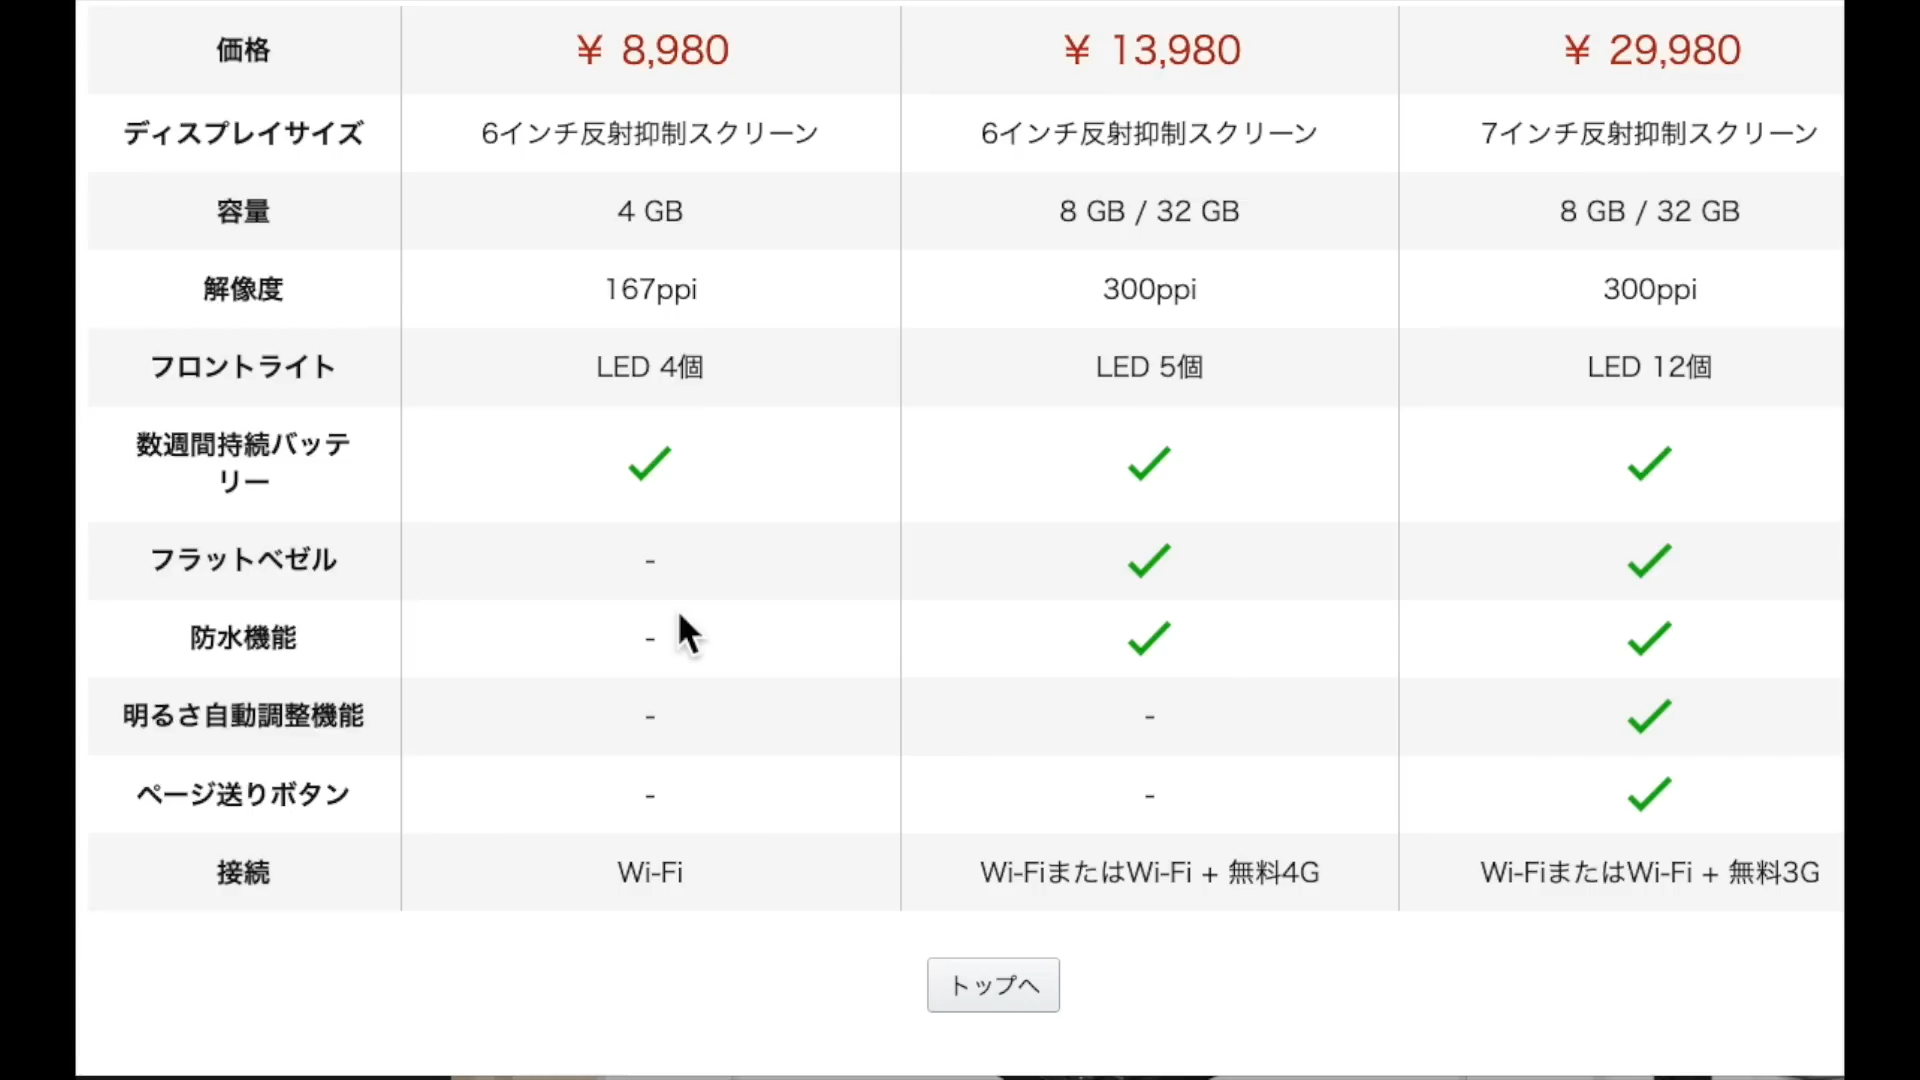 価格 ¥ 8,980 ¥ 13,980 ¥ 29,980
ディスプレイサイズ 6インチ反射抑制スクリーン 6インチ反射抑制スクリーン 7インチ反射抑制スクリーン
容量 4 GB 8 GB / 32 GB 8 GB / 32 GB
解像度 167ppi 300ppi 300ppi
フロントライト LED 4個 LED 5個 LED 12個
数週間持続バッテ
リー
フラットベゼル -
防水機能 -
明るさ自動調整機能 - -
ページ送りボタン - -
接続 Wi-Fi Wi-FiまたはWi-Fi + 無料4G Wi-FiまたはWi-Fi + 無料3G
トップへ